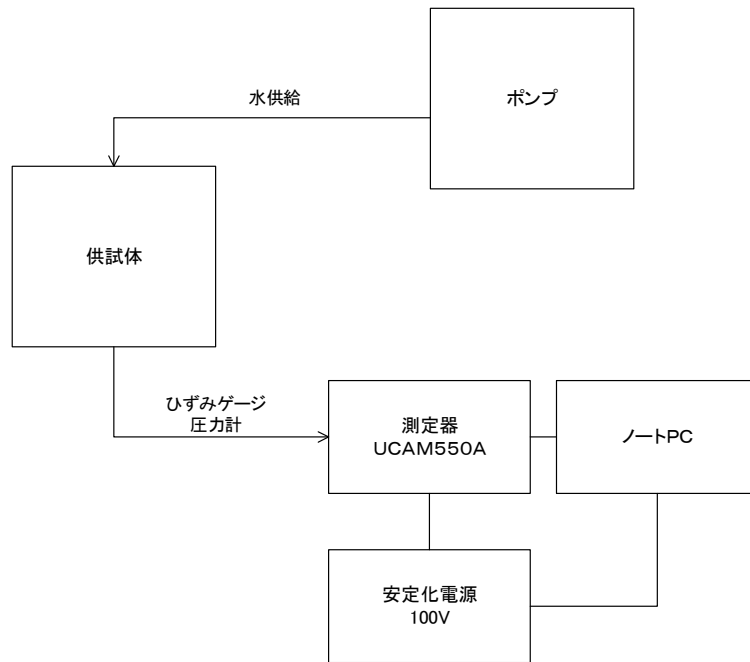 ポンプ
水供給
供試体
ひずみゲージ
圧力計
測定器
UCAM550A
ノートPC
安定化電源
100V